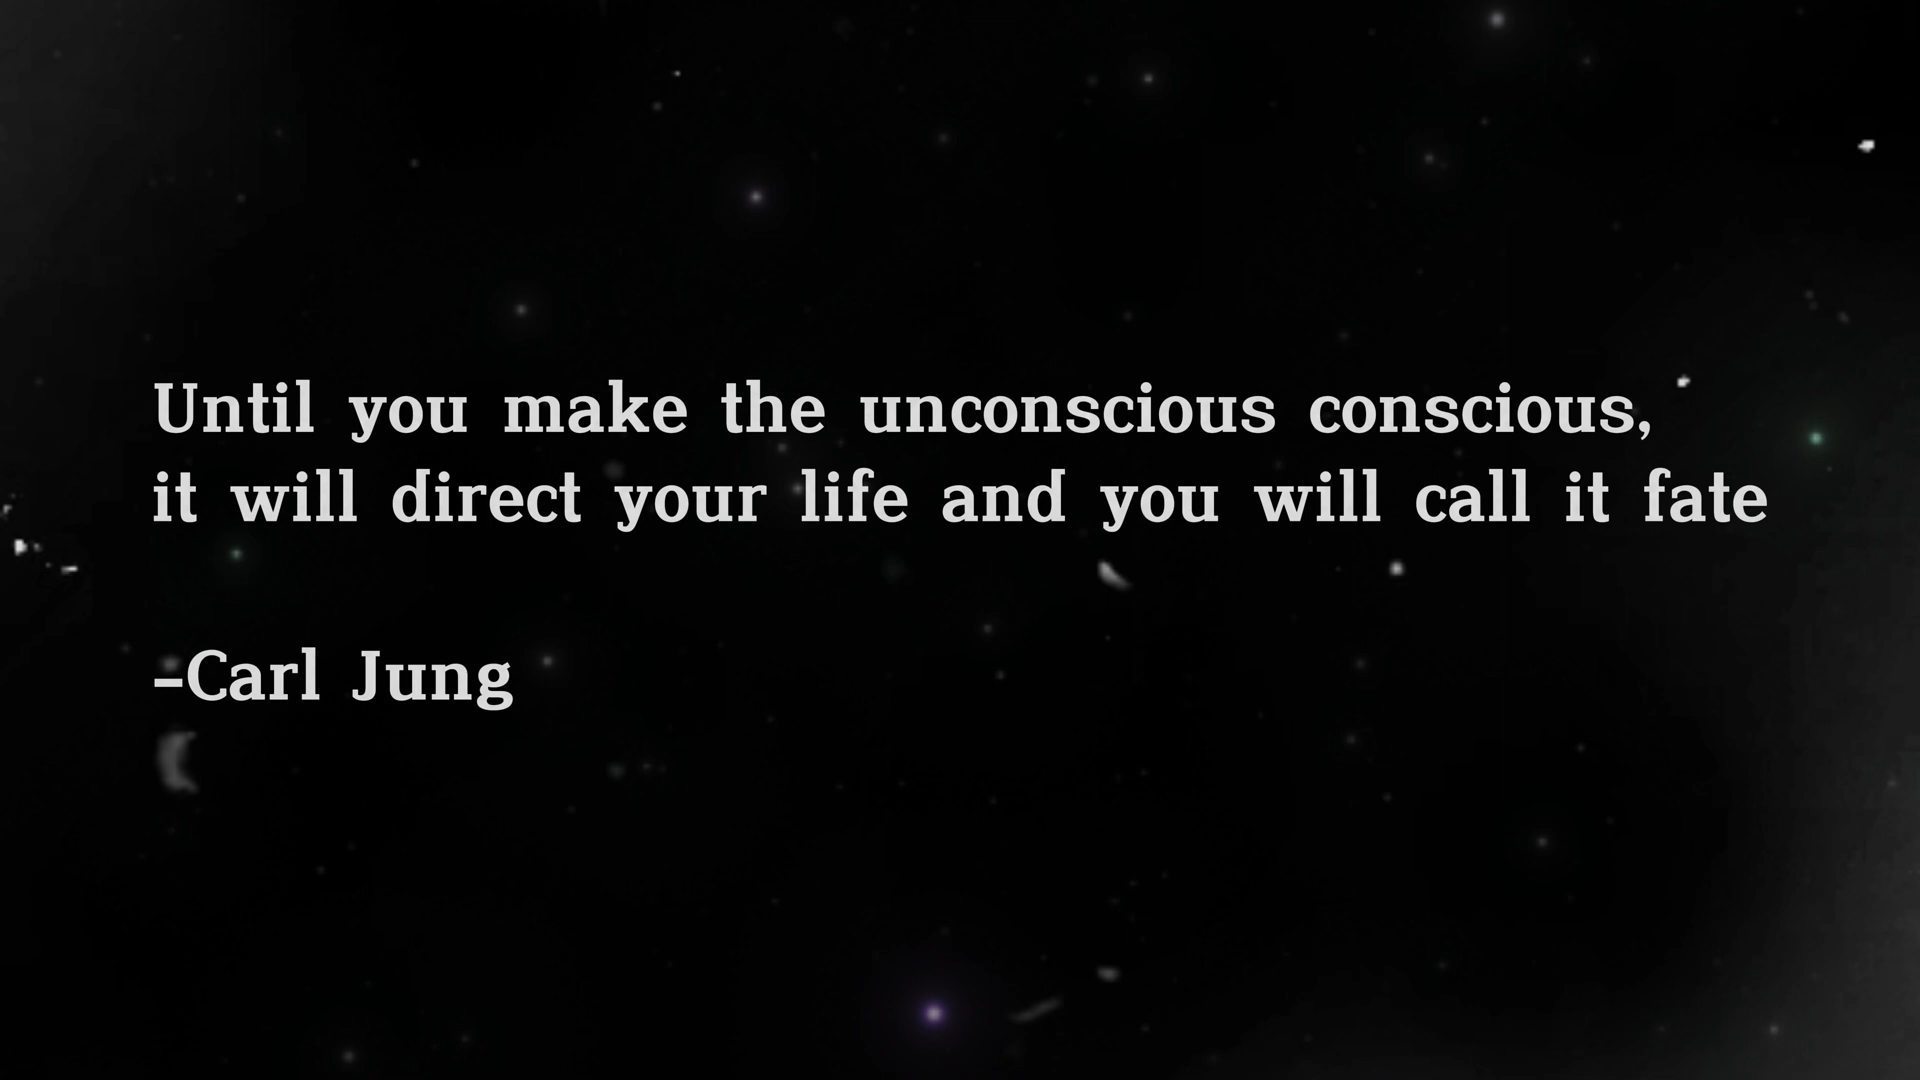 Until you make the unconscious conscious,
it will direct your life and you will call it fate
-Carl Jung